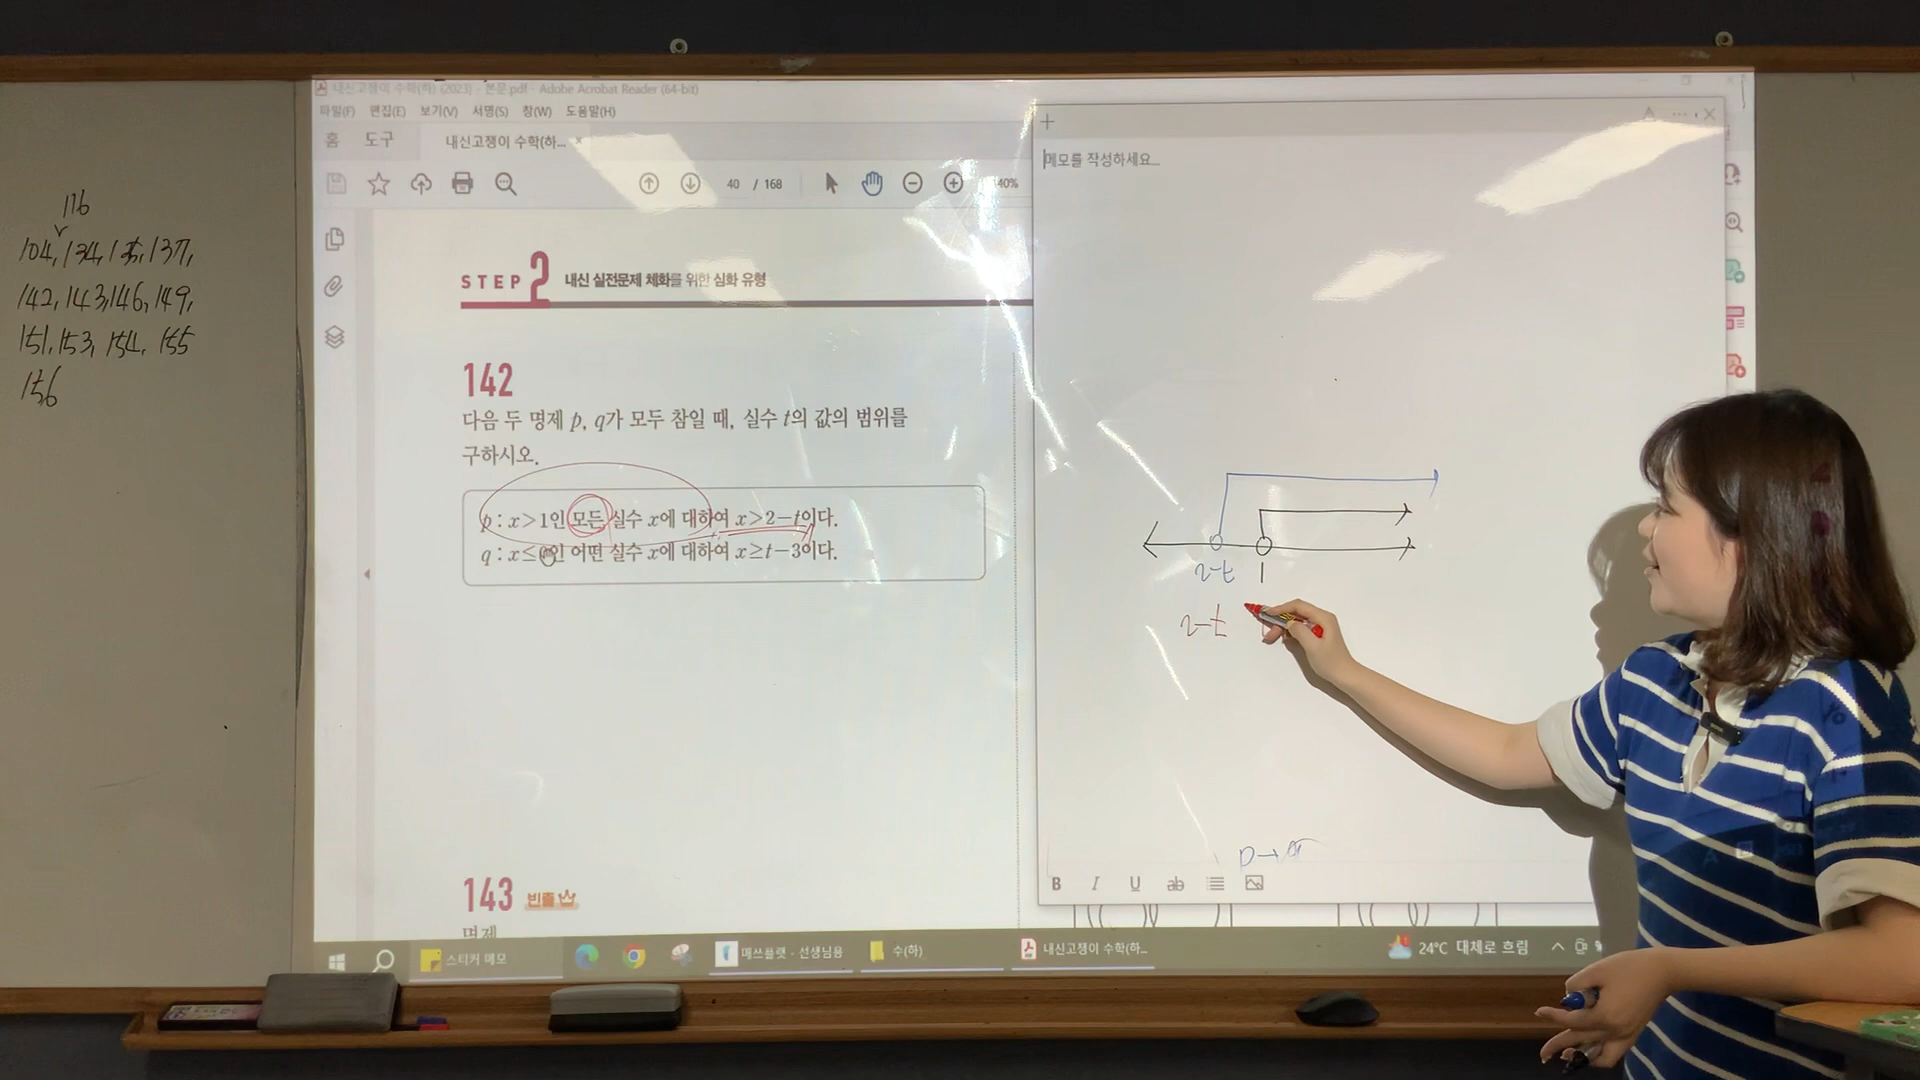 116
104, 134, 135, 137,
142, 143, 146, 149,
151, 153, 154, 155
156
내신고쟁이 수학(하) (2023) - 본문.pdf - Adobe Acrobat Reader (64-bit)
파일(F) 편집(E) 보기(V) 서명(S) 창(W) 도움말(H)
홈 도구 내신고쟁이 수학(하... ×
40 / 168
40%
STEP 2 내신 실전문제 체화를 위한 심화 유형
142
다음 두 명제 p, q가 모두 참일 때, 실수 t의 값의 범위를
구하시오.
p : x>1인 모든 실수 x에 대하여 x>2-t이다.
q : x≤0인 어떤 실수 x에 대하여 x≥t-3이다.
143 빈출
명제
메모를 작성하세요...
2-t 1
2-t
p→q
B I U ab
스티커 메모
매쓰플랫 - 선생님용
수(하)
내신고쟁이 수학(하...
24°C 대체로 흐림